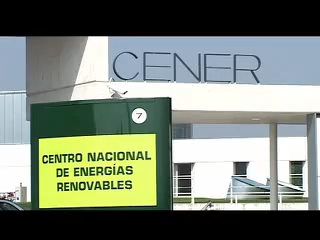 CENER
7
CENTRO NACIONAL
DE ENERGÍAS
RENOVABLES